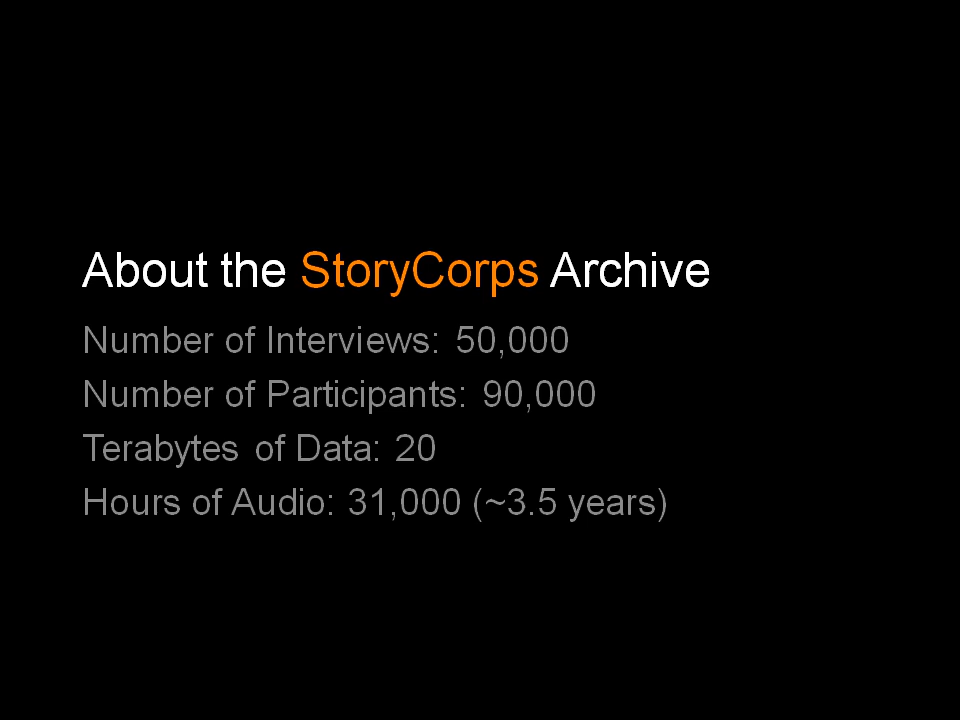 About the StoryCorps Archive
Number of Interviews: 50,000
Number of Participants: 90,000
Terabytes of Data: 20
Hours of Audio: 31,000 (~3.5 years)